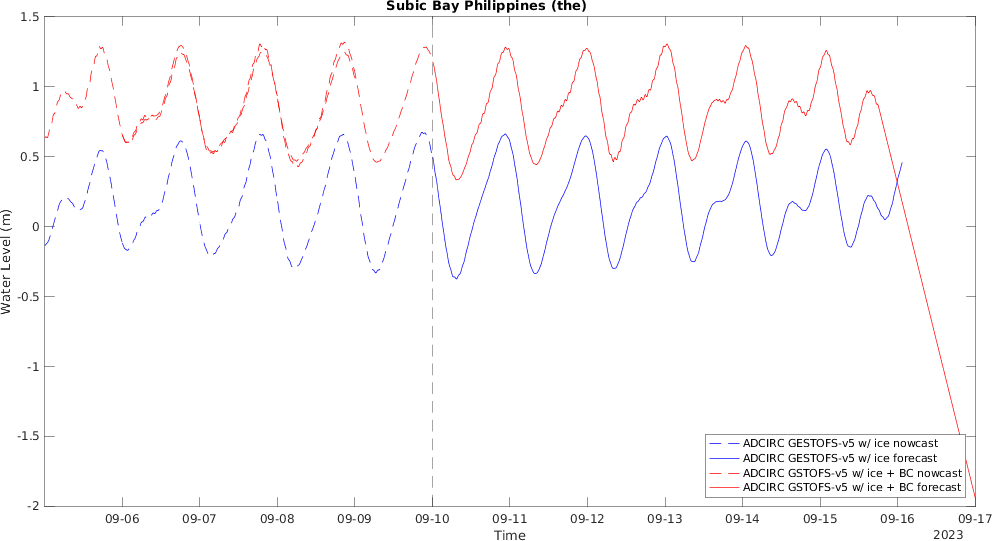 Subic Bay Philippines (the)
1.5
1
0.5
0
-0.5
-1
-1.5
-2
Water Level (m)
ADCIRC GESTOFS-v5 w/ ice nowcast
ADCIRC GESTOFS-v5 w/ ice forecast
ADCIRC GSTOFS-v5 w/ ice + BC nowcast
ADCIRC GSTOFS-v5 w/ ice + BC forecast
09-06 09-07 09-08 09-09 09-10 09-11 09-12 09-13 09-14 09-15 09-16 09-17
Time
2023